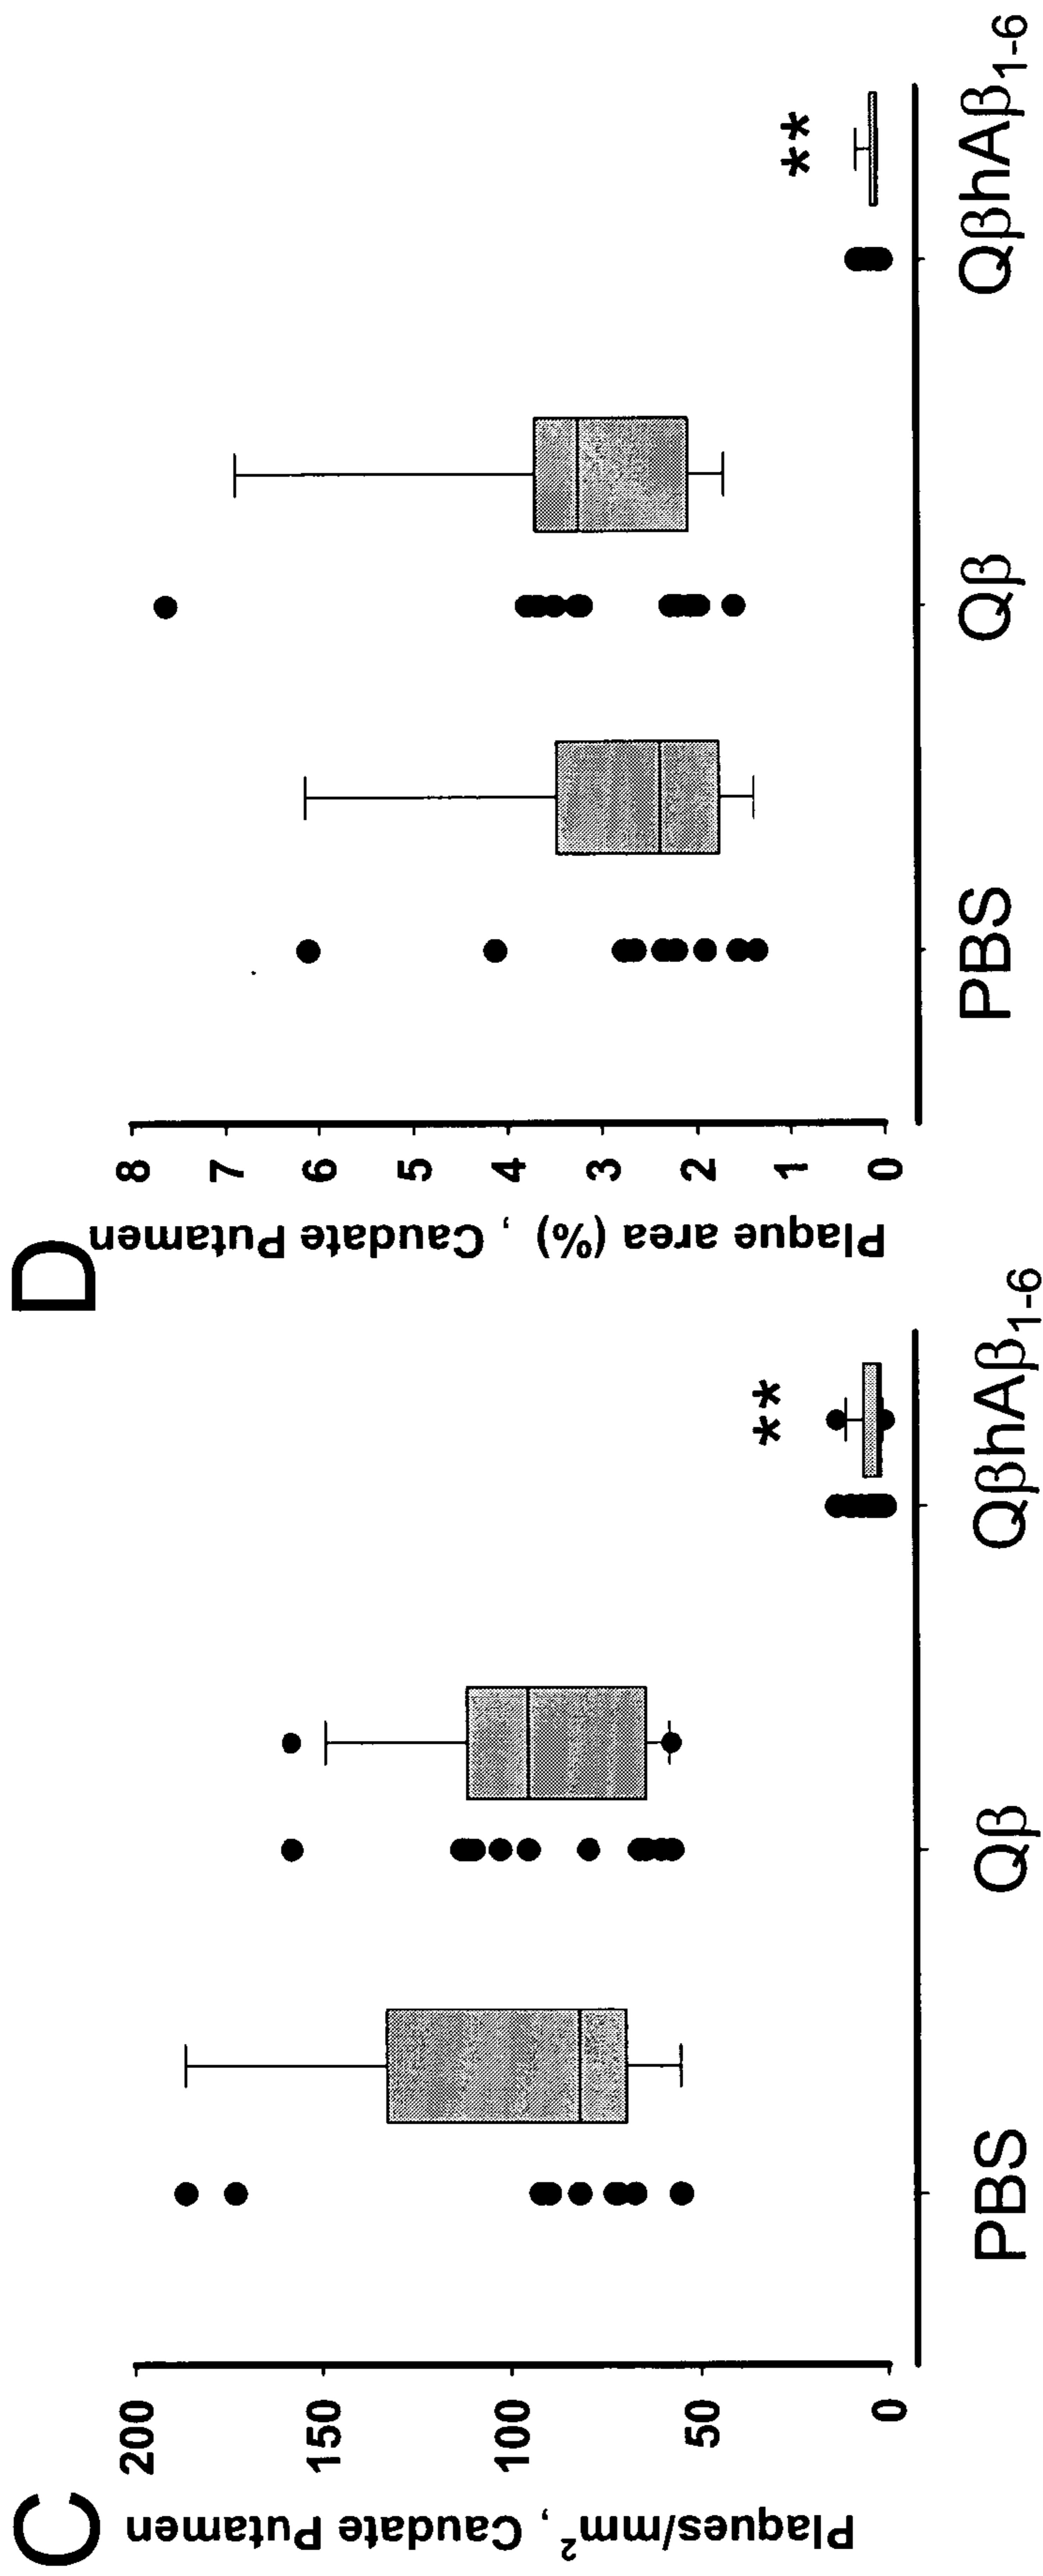 C
Plaques/mm², Caudate Putamen
200
150
100
50
0
**
PBS
Qβ
QβhAβ₁₋₆
D
Plaque area (%) , Caudate Putamen
8
7
6
5
4
3
2
1
0
**
PBS
Qβ
QβhAβ₁₋₆